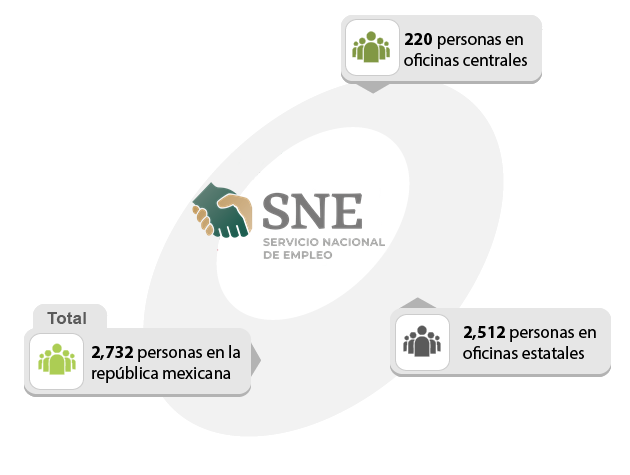 220 personas en
oficinas centrales
SNE
SERVICIO NACIONAL
DE EMPLEO
Total
2,732 personas en la
república mexicana
2,512 personas en
oficinas estatales